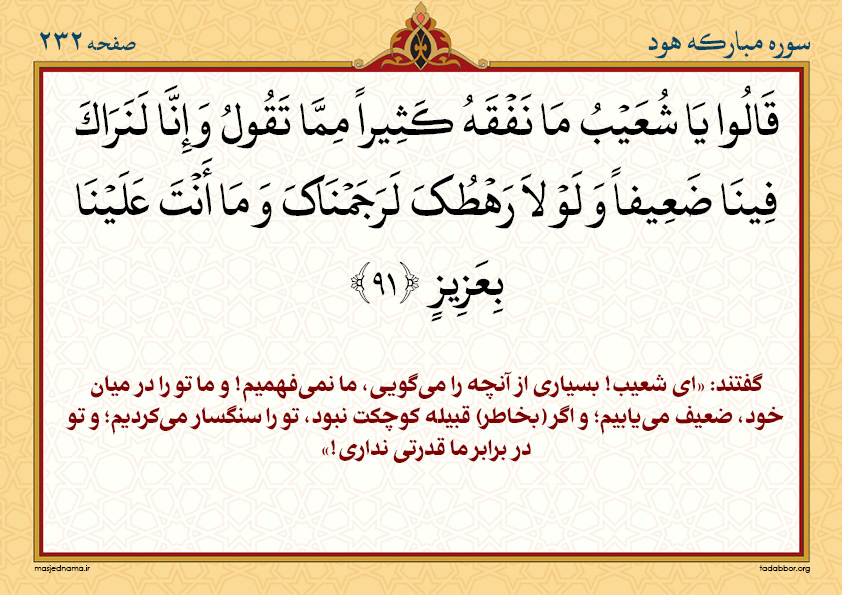 سوره مبارکه هود
صفحه ۲۳۲
قَالُوا يَا شُعَيْبُ مَا نَفْقَهُ كَثِيراً مِمَّا تَقُولُ وَ إِنَّا لَنَرَاكَ
فِينَا ضَعِيفاً وَ لَوْ لاَ رَهْطُکَ لَرَجَمْنَاکَ وَ مَا أَنْتَ عَلَيْنَا
بِعَزِيزٍ ﴿۹۱﴾
گفتند: «ای شعیب! بسیاری از آنچه را می‌گویی، ما نمی‌فهمیم! و ما تو را در میان
خود، ضعیف می‌یابیم؛ و اگر (بخاطر) قبیله کوچکت نبود، تو را سنگسار می‌کردیم؛ و تو
در برابر ما قدرتی نداری!»
masjednama.ir
tadabbor.org